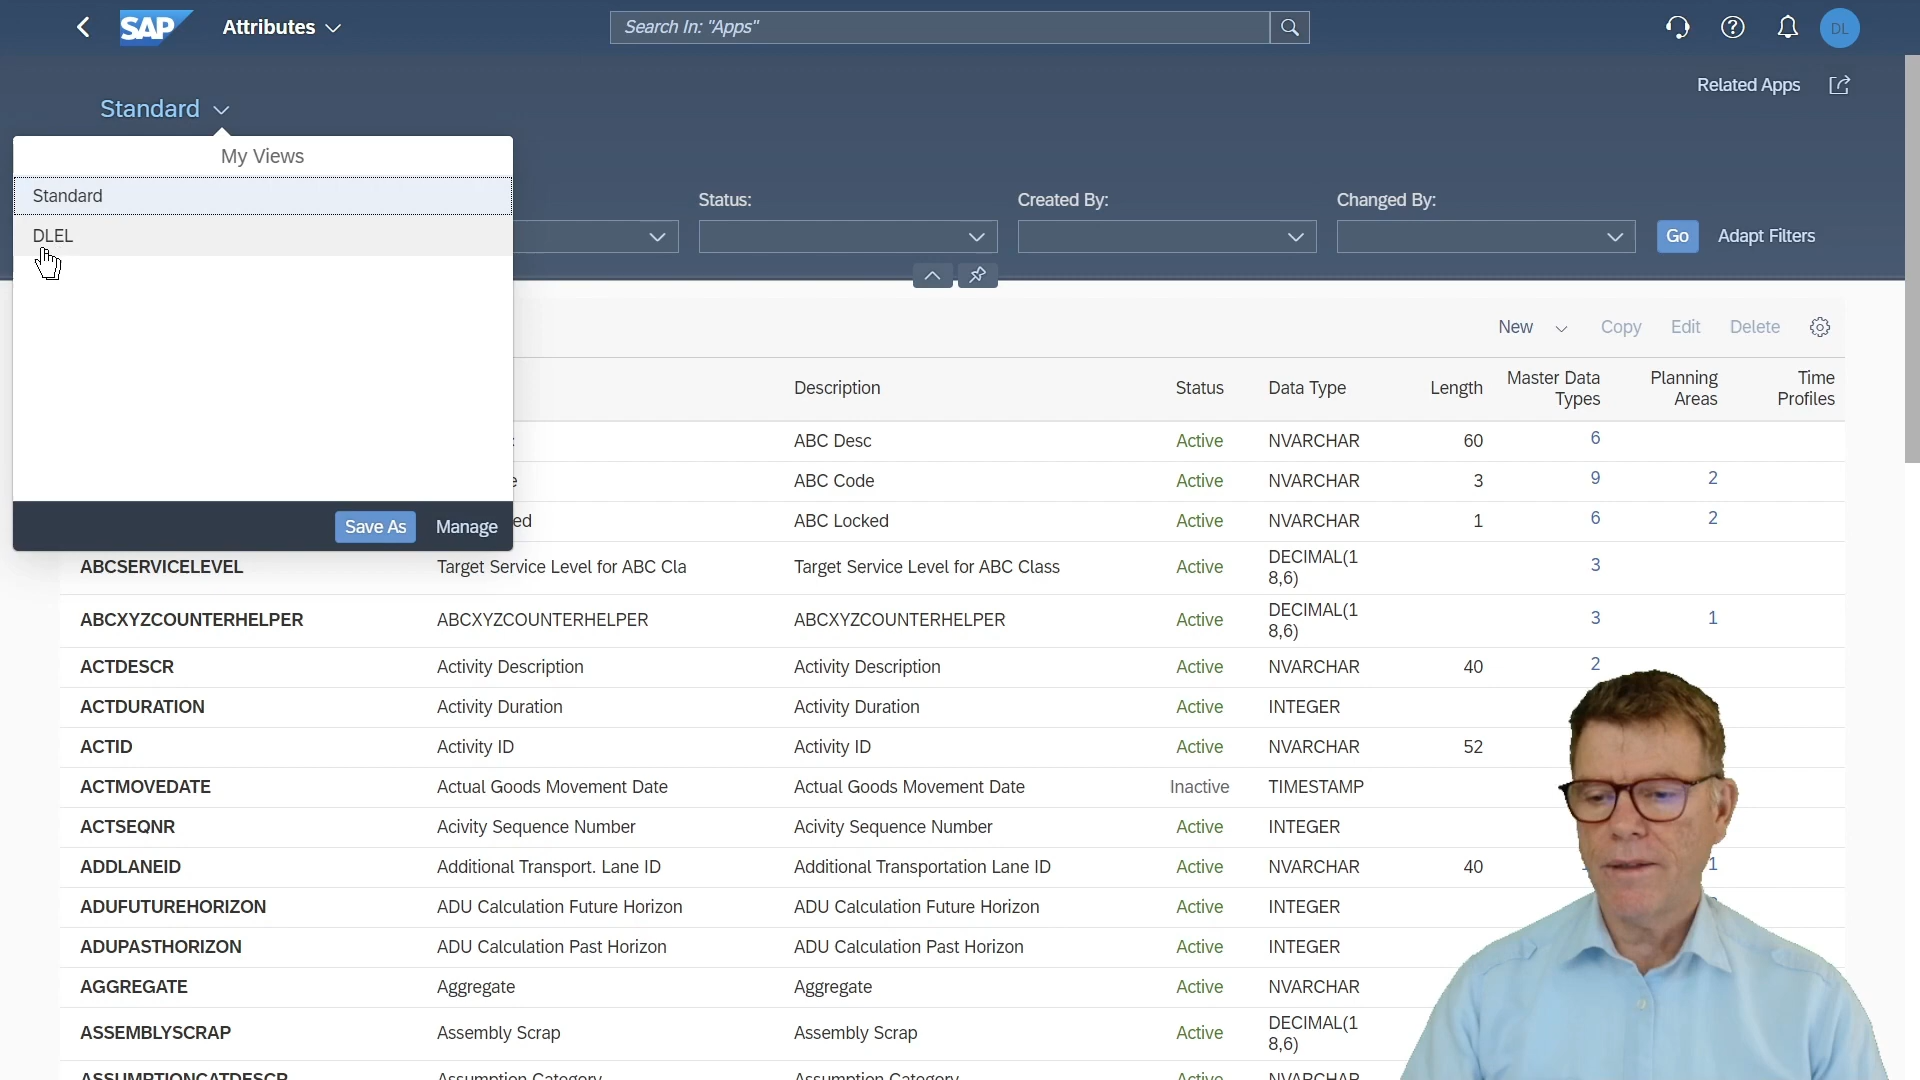 SAP Attributes Search In: "Apps" DL
Related Apps
Standard
My Views
Standard
DLEL
Save As Manage
Status: Created By: Changed By:
Go Adapt Filters
New Copy Edit Delete
Description Status Data Type Length Master Data Types Planning Areas Time Profiles
ABC Desc Active NVARCHAR 60 6
ABC Code Active NVARCHAR 3 9 2
ed ABC Locked Active NVARCHAR 1 6 2
ABCSERVICELEVEL Target Service Level for ABC Cla Target Service Level for ABC Class Active DECIMAL(1 8,6) 3
ABCXYZCOUNTERHELPER ABCXYZCOUNTERHELPER ABCXYZCOUNTERHELPER Active DECIMAL(1 8,6) 3 1
ACTDESCR Activity Description Activity Description Active NVARCHAR 40 2
ACTDURATION Activity Duration Activity Duration Active INTEGER
ACTID Activity ID Activity ID Active NVARCHAR 52
ACTMOVEDATE Actual Goods Movement Date Actual Goods Movement Date Inactive TIMESTAMP
ACTSEQNR Acivity Sequence Number Acivity Sequence Number Active INTEGER
ADDLANEID Additional Transport. Lane ID Additional Transportation Lane ID Active NVARCHAR 40 1
ADUFUTUREHORIZON ADU Calculation Future Horizon ADU Calculation Future Horizon Active INTEGER
ADUPASTHORIZON ADU Calculation Past Horizon ADU Calculation Past Horizon Active INTEGER
AGGREGATE Aggregate Aggregate Active NVARCHAR
ASSEMBLYSCRAP Assembly Scrap Assembly Scrap Active DECIMAL(1 8,6)
ASSUMPTIONCATDESCR Assumption Category Assumption Category Active NVARCHAR